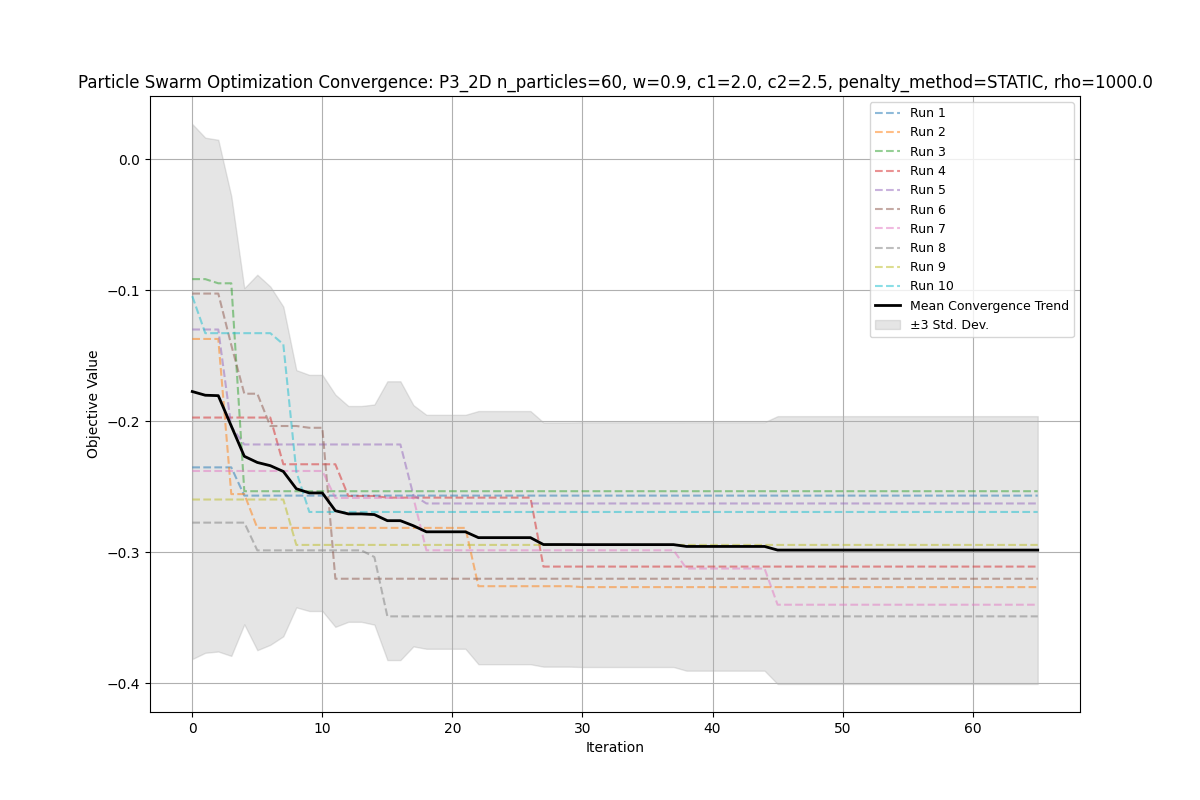 Particle Swarm Optimization Convergence: P3_2D n_particles=60, w=0.9, c1=2.0, c2=2.5, penalty_method=STATIC, rho=1000.0
Run 1
Run 2
Run 3
Run 4
Run 5
Run 6
Run 7
Run 8
Run 9
Run 10
Mean Convergence Trend
±3 Std. Dev.
Objective Value
0.0
−0.1
−0.2
−0.3
−0.4
0 10 20 30 40 50 60
Iteration